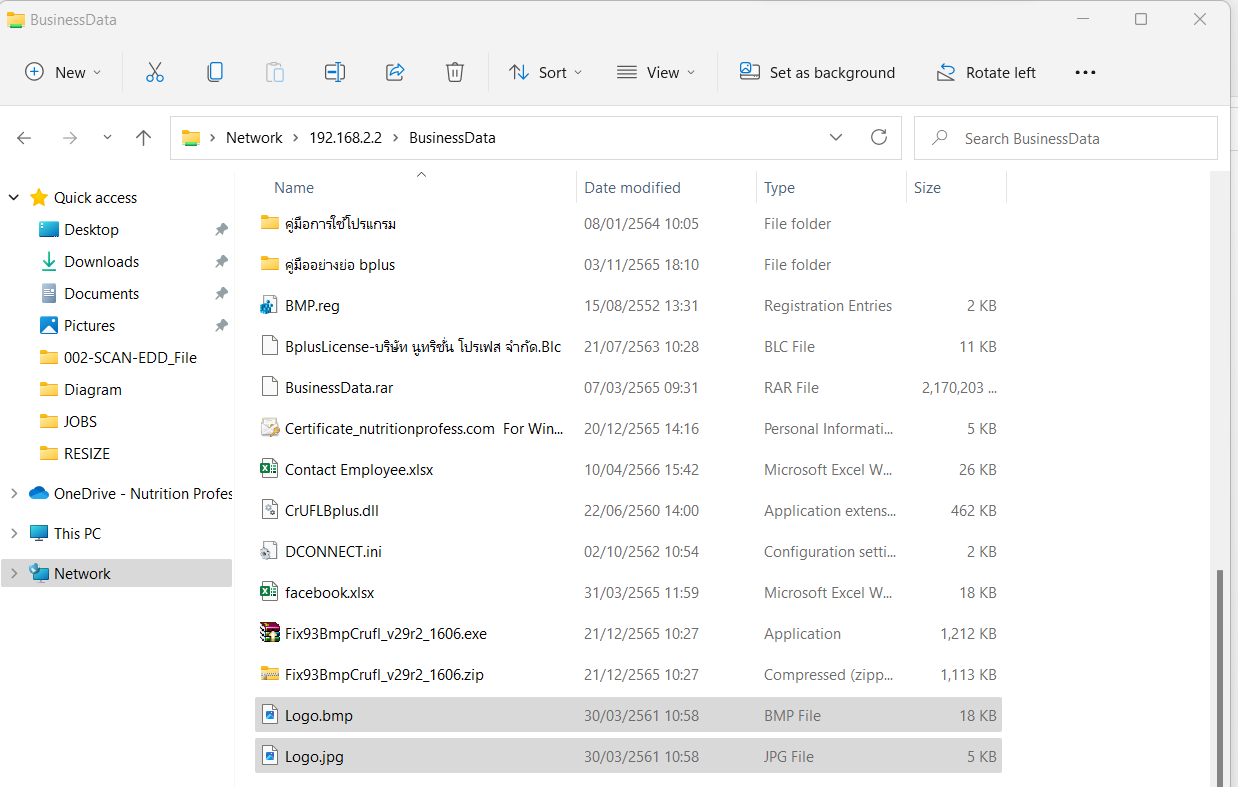 BusinessData
New
Sort
View
Set as background
Rotate left
Network > 192.168.2.2 > BusinessData
Search BusinessData
Quick access
Desktop
Downloads
Documents
Pictures
002-SCAN-EDD_File
Diagram
JOBS
RESIZE
OneDrive - Nutrition Profes
This PC
Network
Name Date modified Type Size
คู่มือการใช้โปรแกรม 08/01/2564 10:05 File folder
คู่มืออย่างย่อ bplus 03/11/2565 18:10 File folder
BMP.reg 15/08/2552 13:31 Registration Entries 2 KB
BplusLicense-บริษัท นูทริชั่น โปรเฟส จำกัด.Blc 21/07/2563 10:28 BLC File 11 KB
BusinessData.rar 07/03/2565 09:31 RAR File 2,170,203 ...
Certificate_nutritionprofess.com For Win... 20/12/2565 14:16 Personal Informati... 5 KB
Contact Employee.xlsx 10/04/2566 15:42 Microsoft Excel W... 26 KB
CrUFLBplus.dll 22/06/2560 14:00 Application extens... 462 KB
DCONNECT.ini 02/10/2562 10:54 Configuration setti... 2 KB
facebook.xlsx 31/03/2565 11:59 Microsoft Excel W... 18 KB
Fix93BmpCrufl_v29r2_1606.exe 21/12/2565 10:27 Application 1,212 KB
Fix93BmpCrufl_v29r2_1606.zip 21/12/2565 10:27 Compressed (zipp... 1,113 KB
Logo.bmp 30/03/2561 10:58 BMP File 18 KB
Logo.jpg 30/03/2561 10:58 JPG File 5 KB